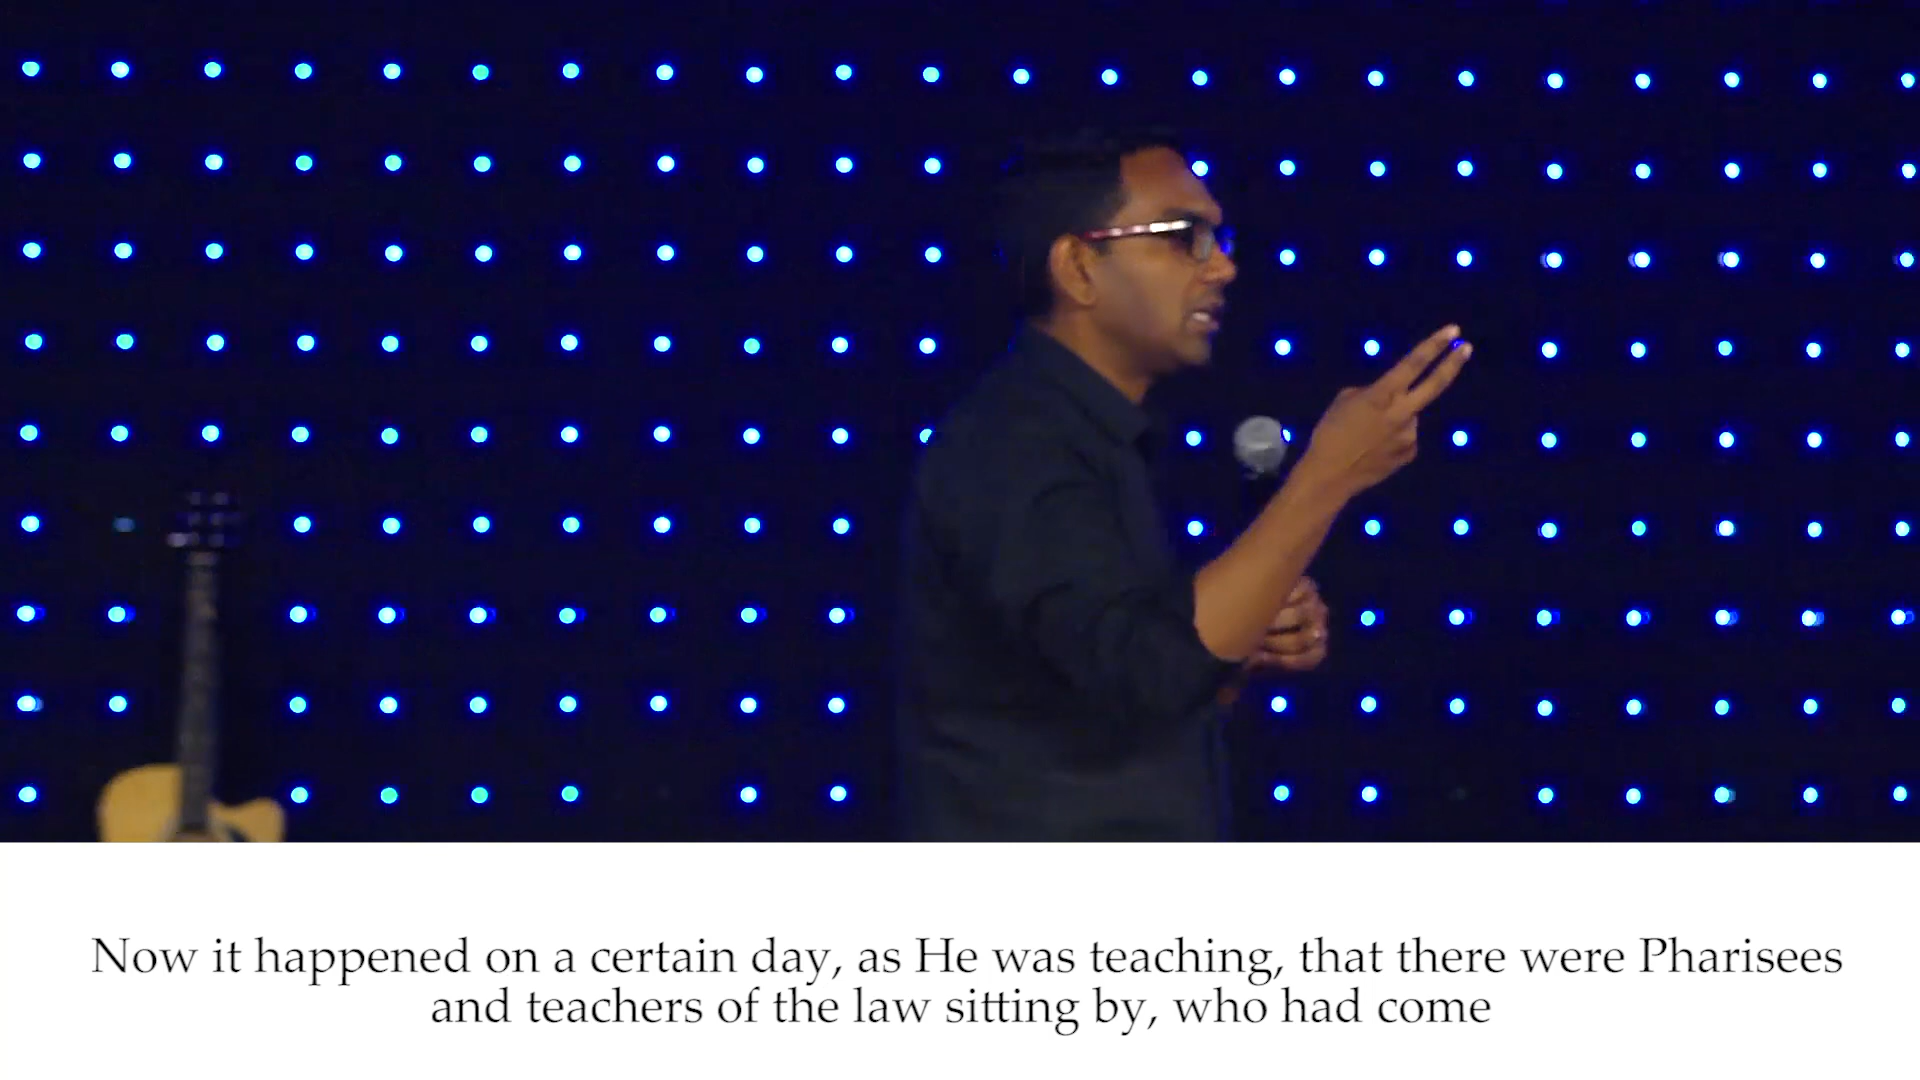 Now it happened on a certain day, as He was teaching, that there were Pharisees
and teachers of the law sitting by, who had come